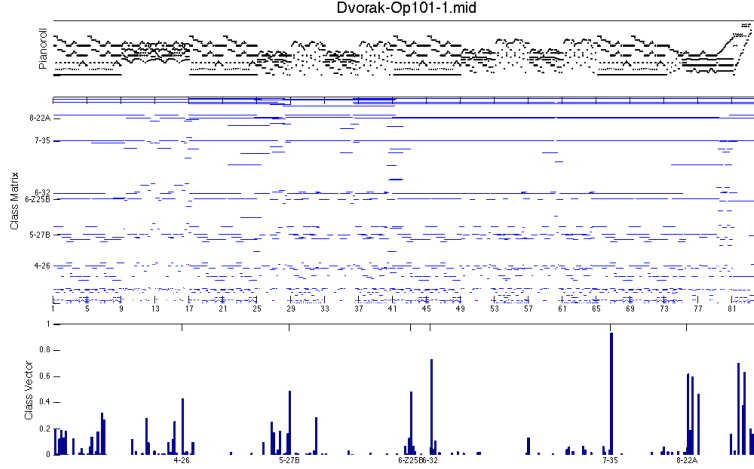 Dvorak-Op101-1.mid
Pianoroll
Class Matrix
8-22A
7-35
6-32
6-Z25B
5-27B
4-26
1 5 9 13 17 21 25 29 33 37 41 45 49 53 57 61 65 69 73 77 81
Class Vector
1
0.8
0.6
0.4
0.2
0
4-26 5-27B 6-Z25B 6-32 7-35 8-22A